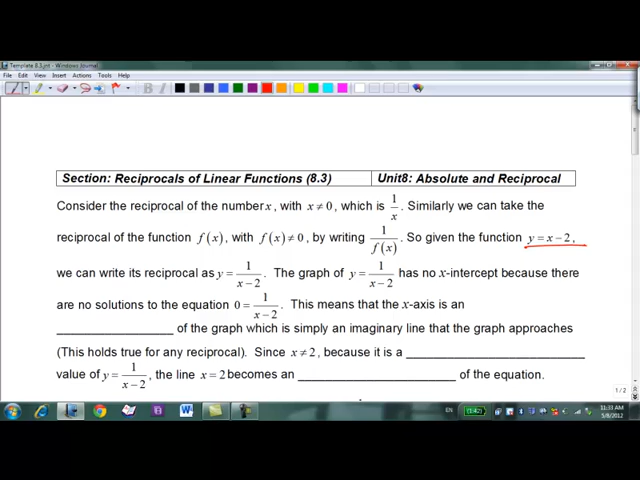 Template 8.3.jnt - Windows Journal
File Edit View Insert Actions Tools Help
Section: Reciprocals of Linear Functions (8.3) Unit8: Absolute and Reciprocal
Consider the reciprocal of the number x, with x ≠ 0, which is 1/x. Similarly we can take the
reciprocal of the function f(x), with f(x) ≠ 0, by writing 1/f(x). So given the function y = x − 2,
we can write its reciprocal as y = 1/(x − 2). The graph of y = 1/(x − 2) has no x-intercept because there
are no solutions to the equation 0 = 1/(x − 2). This means that the x-axis is an
__________________ of the graph which is simply an imaginary line that the graph approaches
(This holds true for any reciprocal). Since x ≠ 2, because it is a ____________________________
value of y = 1/(x − 2), the line x = 2 becomes an ________________________ of the equation.
1 / 2
EN (1:42) 11:31 AM
5/8/2012